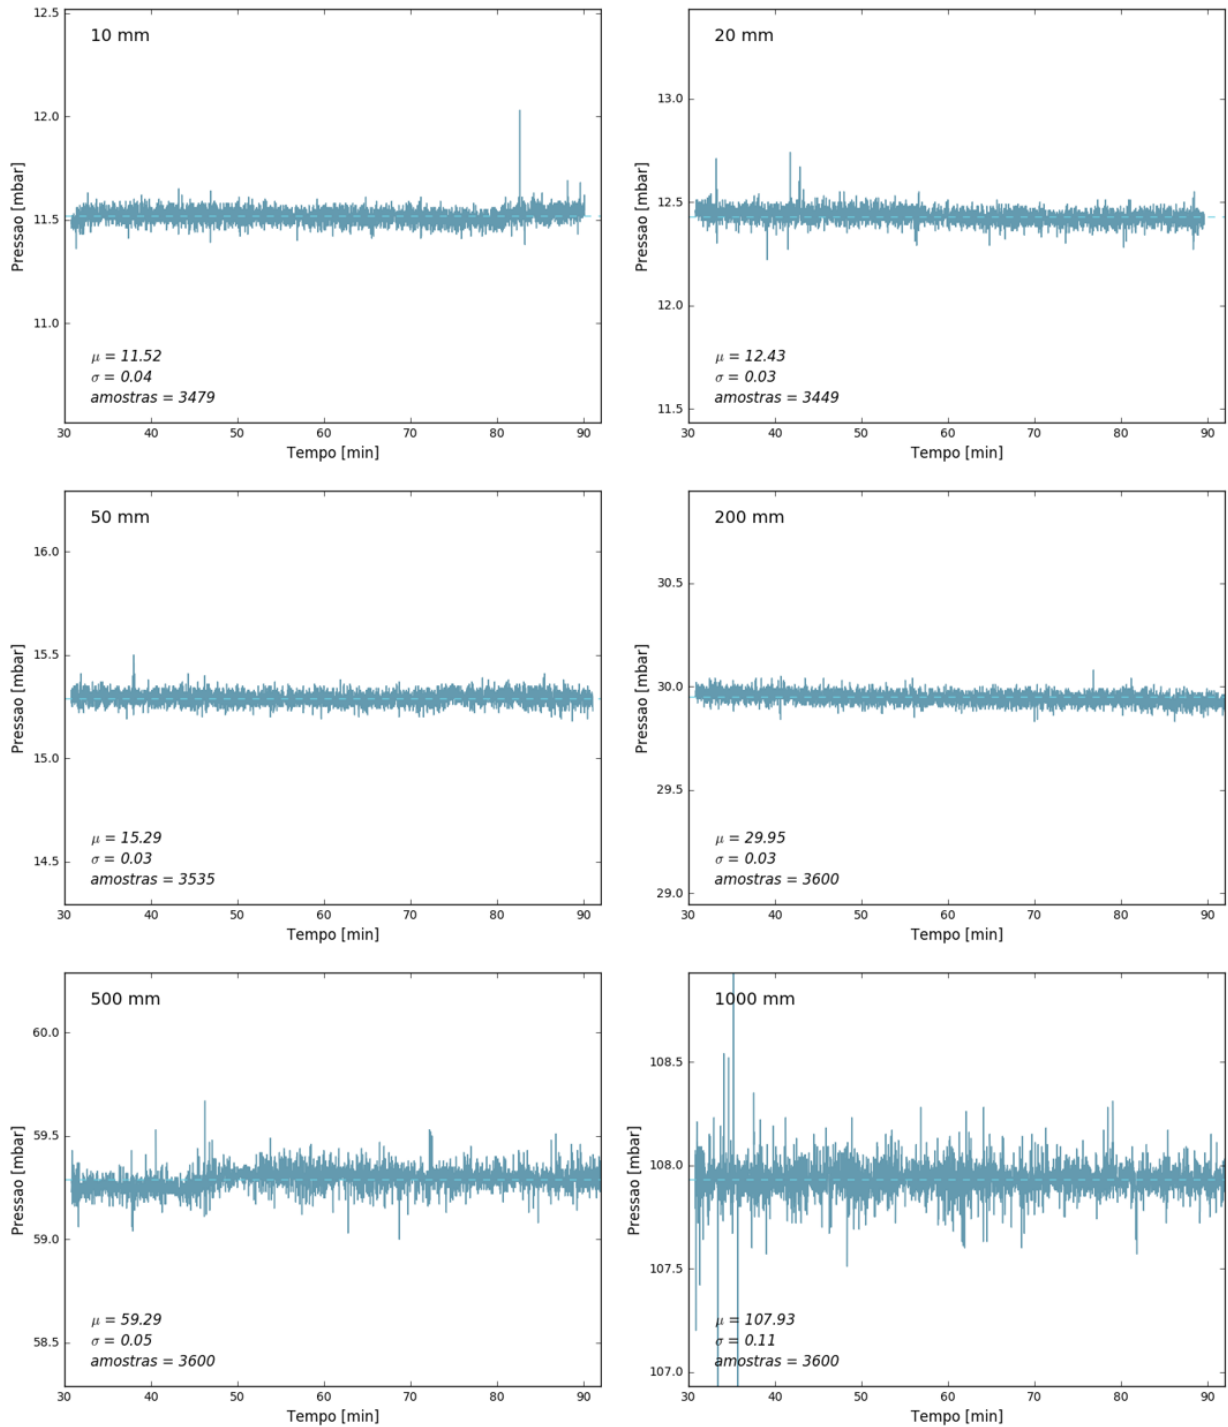 10 mm
12.5
12.0
11.5
11.0
Pressao [mbar]
μ = 11.52
σ = 0.04
amostras = 3479
30 40 50 60 70 80 90
Tempo [min]
20 mm
13.0
12.5
12.0
11.5
Pressao [mbar]
μ = 12.43
σ = 0.03
amostras = 3449
30 40 50 60 70 80 90
Tempo [min]
50 mm
16.0
15.5
15.0
14.5
Pressao [mbar]
μ = 15.29
σ = 0.03
amostras = 3535
30 40 50 60 70 80 90
Tempo [min]
200 mm
30.5
30.0
29.5
29.0
Pressao [mbar]
μ = 29.95
σ = 0.03
amostras = 3600
30 40 50 60 70 80 90
Tempo [min]
500 mm
60.0
59.5
59.0
58.5
Pressao [mbar]
μ = 59.29
σ = 0.05
amostras = 3600
30 40 50 60 70 80 90
Tempo [min]
1000 mm
108.5
108.0
107.5
107.0
Pressao [mbar]
μ = 107.93
σ = 0.11
amostras = 3600
30 40 50 60 70 80 90
Tempo [min]